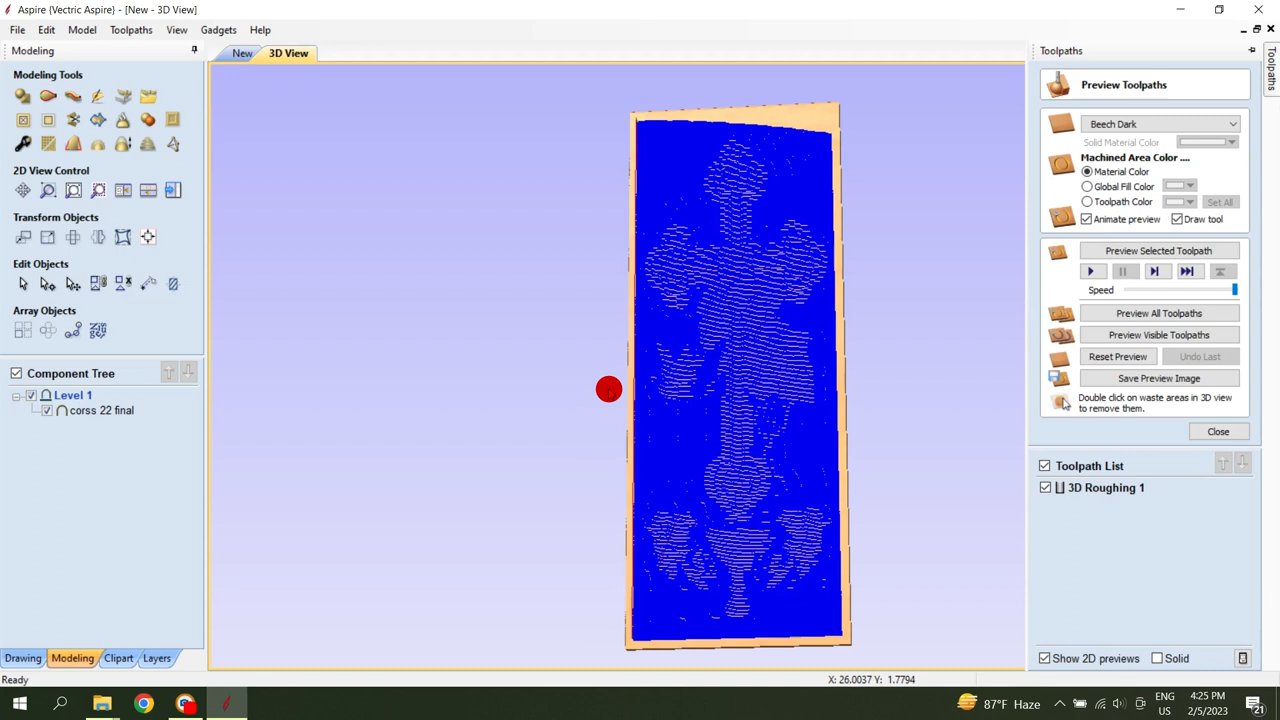 Aspire {Vectric Aspire} - [New - 3D View]
File Edit Model Toolpaths View Gadgets Help
Modeling
New 3D View
Toolpaths
Toolpaths
Modeling Tools
2D View Control
Transform Objects
Edit Objects
Array Objects
Component Tree
Level 1
corss 22 final
Drawing Modeling Clipart Layers
Preview Toolpaths
Beech Dark
Solid Material Color
Machined Area Color ....
Material Color
Global Fill Color
Toolpath Color Set All
Animate preview Draw tool
Preview Selected Toolpath
Speed
Preview All Toolpaths
Preview Visible Toolpaths
Reset Preview Undo Last
Save Preview Image
Double click on waste areas in 3D view
to remove them.
Close
Toolpath List
3D Roughing 1
Show 2D previews Solid
Ready X: 26.0037 Y: 1.7794
87°F Haze
ENG
US
4:25 PM
2/5/2023
21